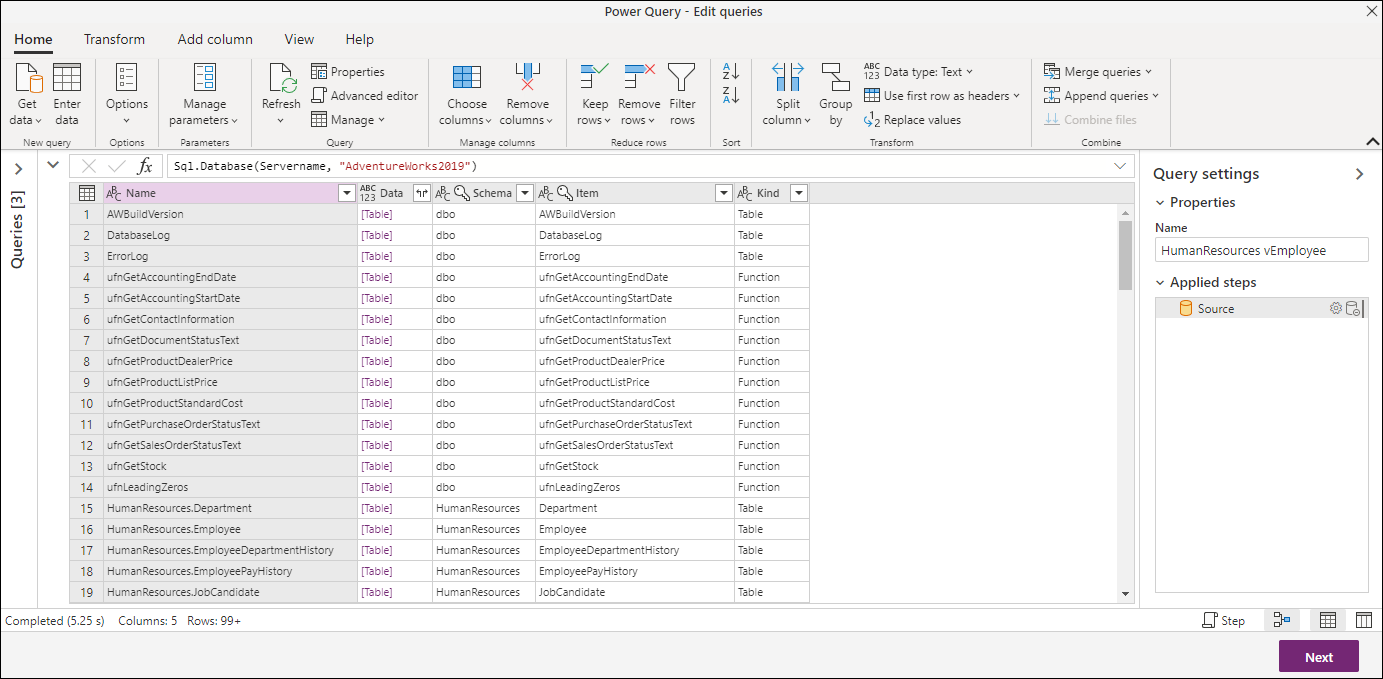 Power Query - Edit queries
Home Transform Add column View Help
Get data
Enter data
New query
Options
Options
Manage parameters
Parameters
Refresh
Properties
Advanced editor
Manage
Query
Choose columns
Remove columns
Manage columns
Keep rows
Remove rows
Filter rows
Reduce rows
A Z
Z A
Sort
Split column
Group by
ABC 123 Data type: Text
Use first row as headers
1 2 Replace values
Transform
Merge queries
Append queries
Combine files
Combine
Queries [3]
fx Sql.Database(Servername, "AdventureWorks2019")
ABC Name ABC 123 Data ABC Schema ABC Item ABC Kind
1 AWBuildVersion [Table] dbo AWBuildVersion Table
2 DatabaseLog [Table] dbo DatabaseLog Table
3 ErrorLog [Table] dbo ErrorLog Table
4 ufnGetAccountingEndDate [Table] dbo ufnGetAccountingEndDate Function
5 ufnGetAccountingStartDate [Table] dbo ufnGetAccountingStartDate Function
6 ufnGetContactInformation [Table] dbo ufnGetContactInformation Function
7 ufnGetDocumentStatusText [Table] dbo ufnGetDocumentStatusText Function
8 ufnGetProductDealerPrice [Table] dbo ufnGetProductDealerPrice Function
9 ufnGetProductListPrice [Table] dbo ufnGetProductListPrice Function
10 ufnGetProductStandardCost [Table] dbo ufnGetProductStandardCost Function
11 ufnGetPurchaseOrderStatusText [Table] dbo ufnGetPurchaseOrderStatusText Function
12 ufnGetSalesOrderStatusText [Table] dbo ufnGetSalesOrderStatusText Function
13 ufnGetStock [Table] dbo ufnGetStock Function
14 ufnLeadingZeros [Table] dbo ufnLeadingZeros Function
15 HumanResources.Department [Table] HumanResources Department Table
16 HumanResources.Employee [Table] HumanResources Employee Table
17 HumanResources.EmployeeDepartmentHistory [Table] HumanResources EmployeeDepartmentHistory Table
18 HumanResources.EmployeePayHistory [Table] HumanResources EmployeePayHistory Table
19 HumanResources.JobCandidate [Table] HumanResources JobCandidate Table
Query settings
Properties
Name
HumanResources vEmployee
Applied steps
Source
Completed (5.25 s) Columns: 5 Rows: 99+
Step
Next